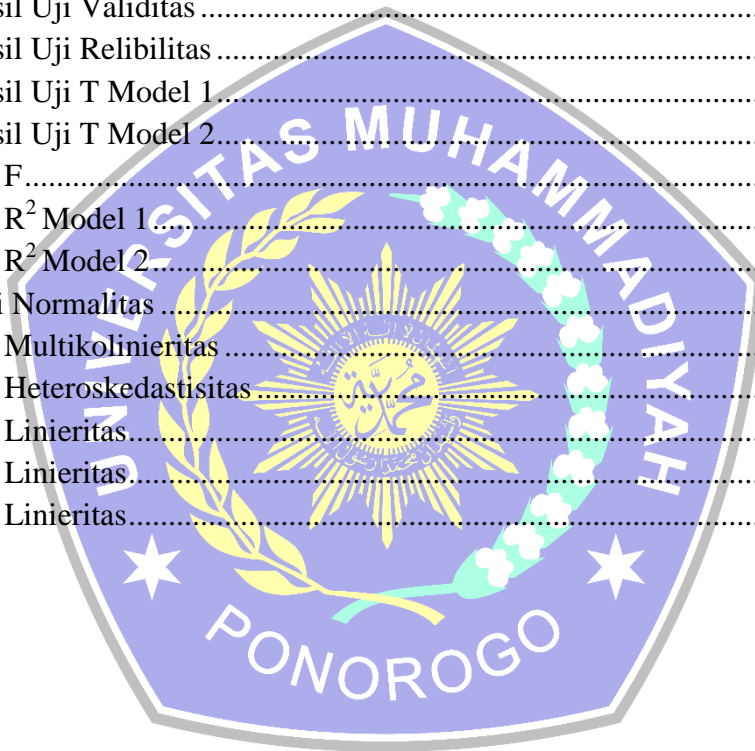 sil Uji Validitas
sil Uji Relibilitas
sil Uji T Model 1
sil Uji T Model 2
F
R² Model 1
R² Model 2
i Normalitas
Multikolinieritas
Heteroskedastisitas
Linieritas
Linieritas
Linieritas
UNIVERSITAS MUHAMMADIYAH
PONOROGO